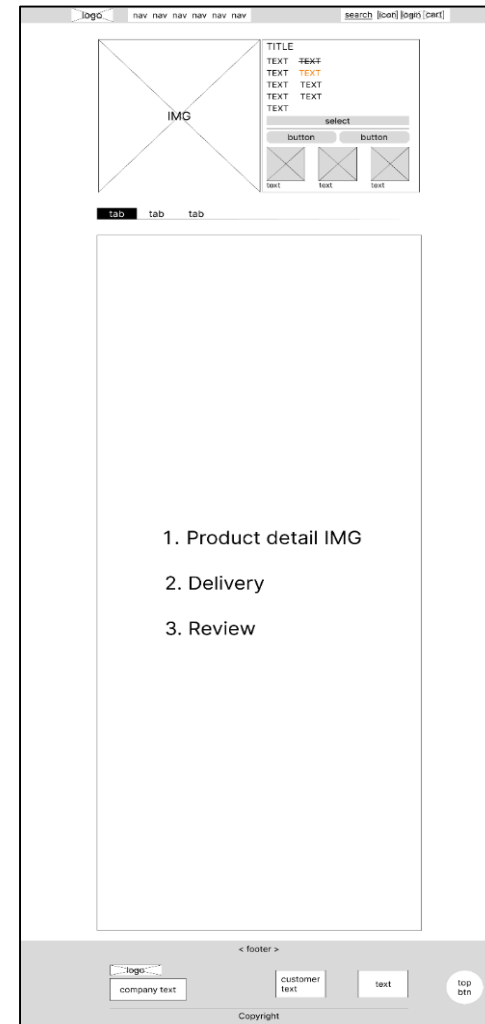 logo nav nav nav nav nav nav search [icon] [login] [cart]
TITLE
TEXT TEXT
TEXT TEXT
TEXT TEXT
TEXT TEXT
TEXT
IMG
select
button button
text text text
tab tab tab
1. Product detail IMG
2. Delivery
3. Review
< footer >
logo
company text
customer
text
text
top
btn
Copyright